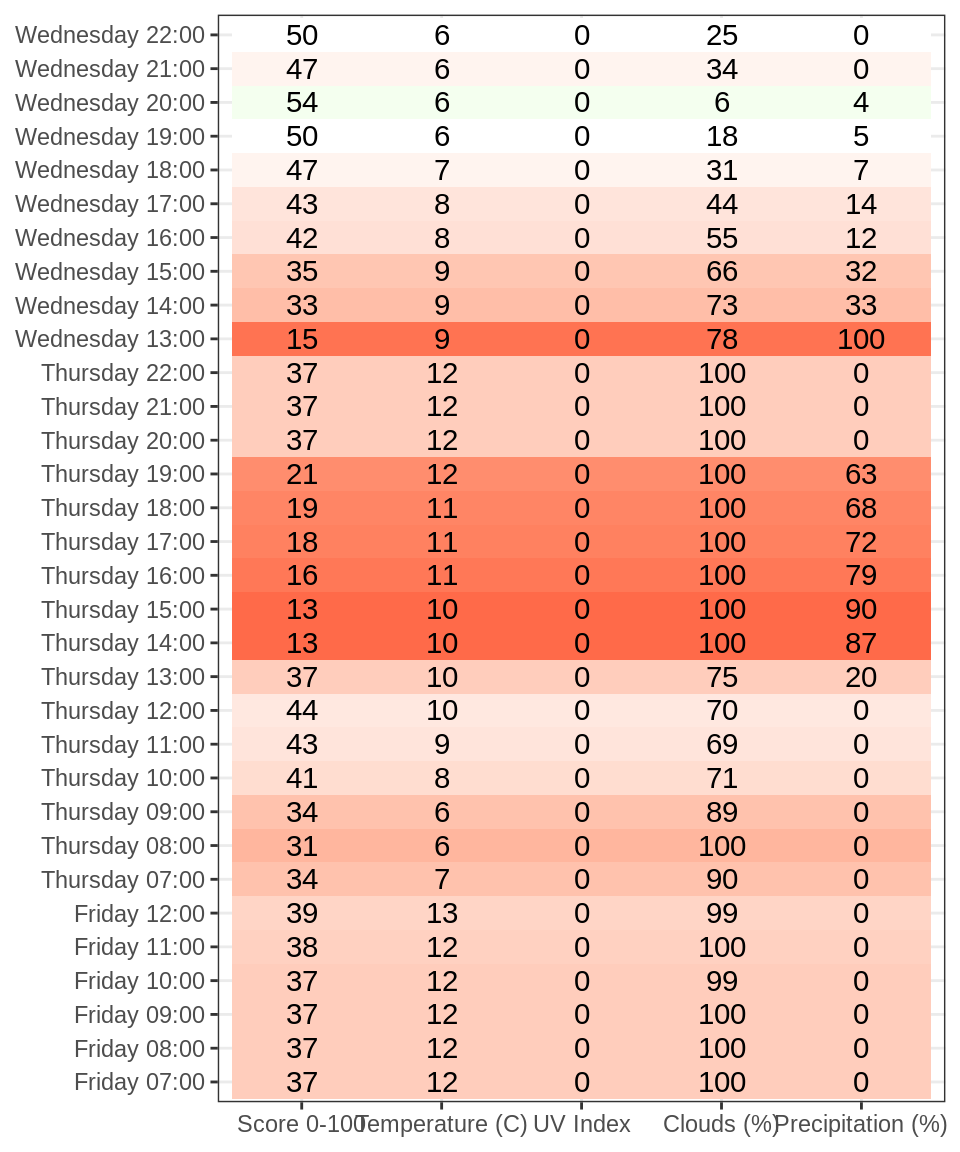 Wednesday 22:00 50 6 0 25 0
Wednesday 21:00 47 6 0 34 0
Wednesday 20:00 54 6 0 6 4
Wednesday 19:00 50 6 0 18 5
Wednesday 18:00 47 7 0 31 7
Wednesday 17:00 43 8 0 44 14
Wednesday 16:00 42 8 0 55 12
Wednesday 15:00 35 9 0 66 32
Wednesday 14:00 33 9 0 73 33
Wednesday 13:00 15 9 0 78 100
Thursday 22:00 37 12 0 100 0
Thursday 21:00 37 12 0 100 0
Thursday 20:00 37 12 0 100 0
Thursday 19:00 21 12 0 100 63
Thursday 18:00 19 11 0 100 68
Thursday 17:00 18 11 0 100 72
Thursday 16:00 16 11 0 100 79
Thursday 15:00 13 10 0 100 90
Thursday 14:00 13 10 0 100 87
Thursday 13:00 37 10 0 75 20
Thursday 12:00 44 10 0 70 0
Thursday 11:00 43 9 0 69 0
Thursday 10:00 41 8 0 71 0
Thursday 09:00 34 6 0 89 0
Thursday 08:00 31 6 0 100 0
Thursday 07:00 34 7 0 90 0
Friday 12:00 39 13 0 99 0
Friday 11:00 38 12 0 100 0
Friday 10:00 37 12 0 99 0
Friday 09:00 37 12 0 100 0
Friday 08:00 37 12 0 100 0
Friday 07:00 37 12 0 100 0
Score 0-100 Temperature (C) UV Index Clouds (%) Precipitation (%)